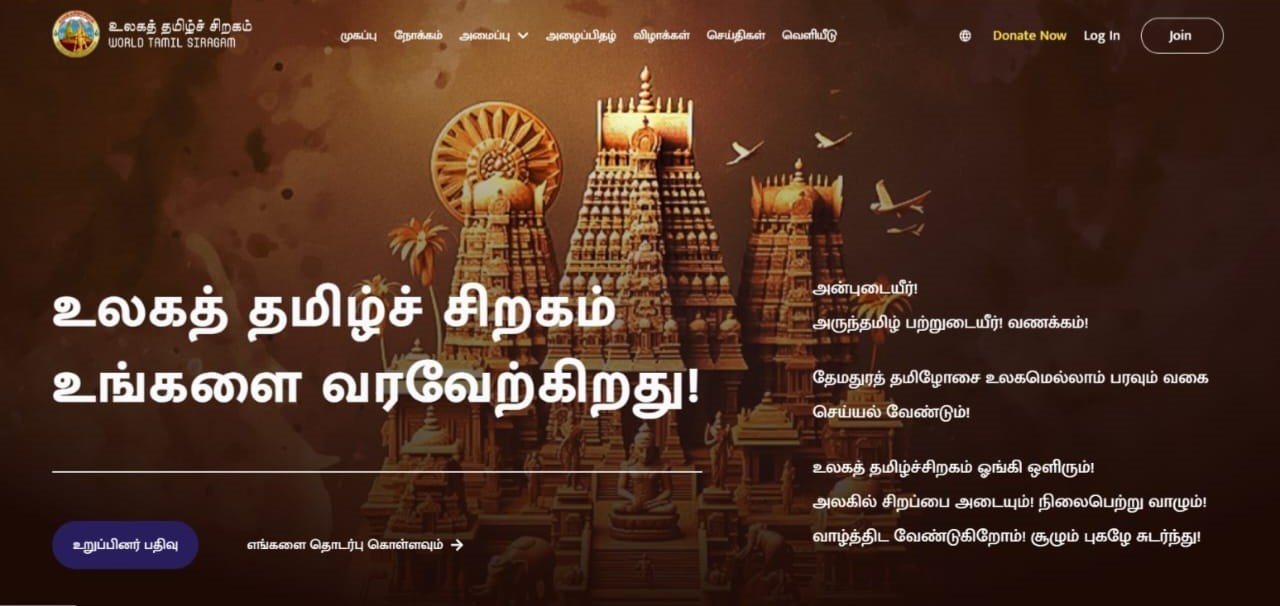 உலகத் தமிழ்ச் சிறகம்
WORLD TAMIL SIRAGAM
முகப்பு நோக்கம் அமைப்பு அழைப்பிதழ் விழாக்கள் செய்திகள் வெளியீடு
Donate Now Log In Join
உலகத் தமிழ்ச் சிறகம்
உங்களை வரவேற்கிறது!
உறுப்பினர் பதிவு
எங்களை தொடர்பு கொள்ளவும் →
அன்புடையீர்!
அருந்தமிழ் பற்றுடையீர்! வணக்கம்!
தேமதுரத் தமிழோசை உலகமெல்லாம் பரவும் வகை
செய்யல் வேண்டும்!
உலகத் தமிழ்ச்சிறகம் ஓங்கி ஒளிரும்!
அலகில் சிறப்பை அடையும்! நிலைபெற்று வாழும்!
வாழ்த்திட வேண்டுகிறோம்! சூழும் புகழே சுடர்ந்து!